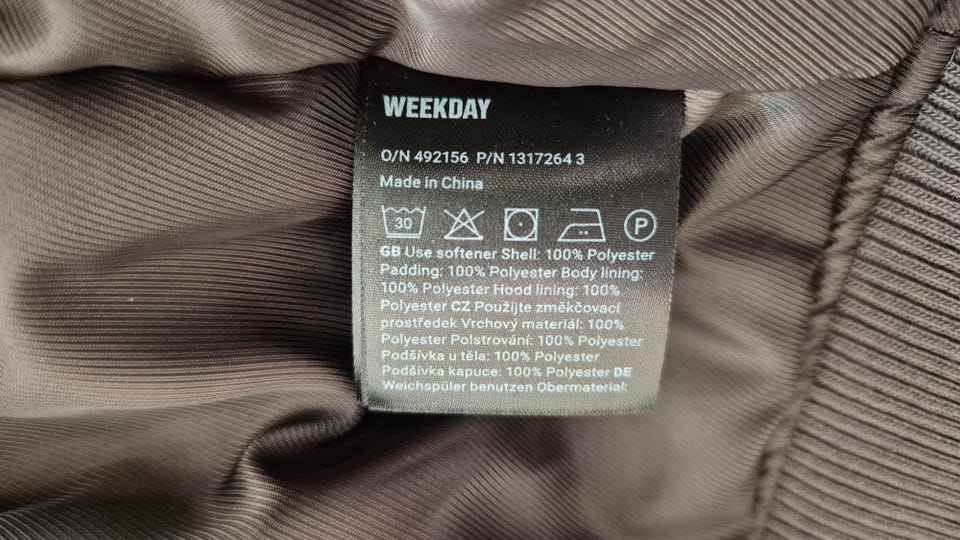 WEEKDAY
O/N 492156 P/N 1317264 3
Made in China
30 P
GB Use softener Shell: 100% Polyester
Padding: 100% Polyester Body lining:
100% Polyester Hood lining: 100%
Polyester CZ Použijte změkčovací
prostředek Vrchový materiál: 100%
Polyester Polstrování: 100% Polyester
Podšívka u těla: 100% Polyester
Podšívka kapuce: 100% Polyester DE
Weichspüler benutzen Obermaterial: